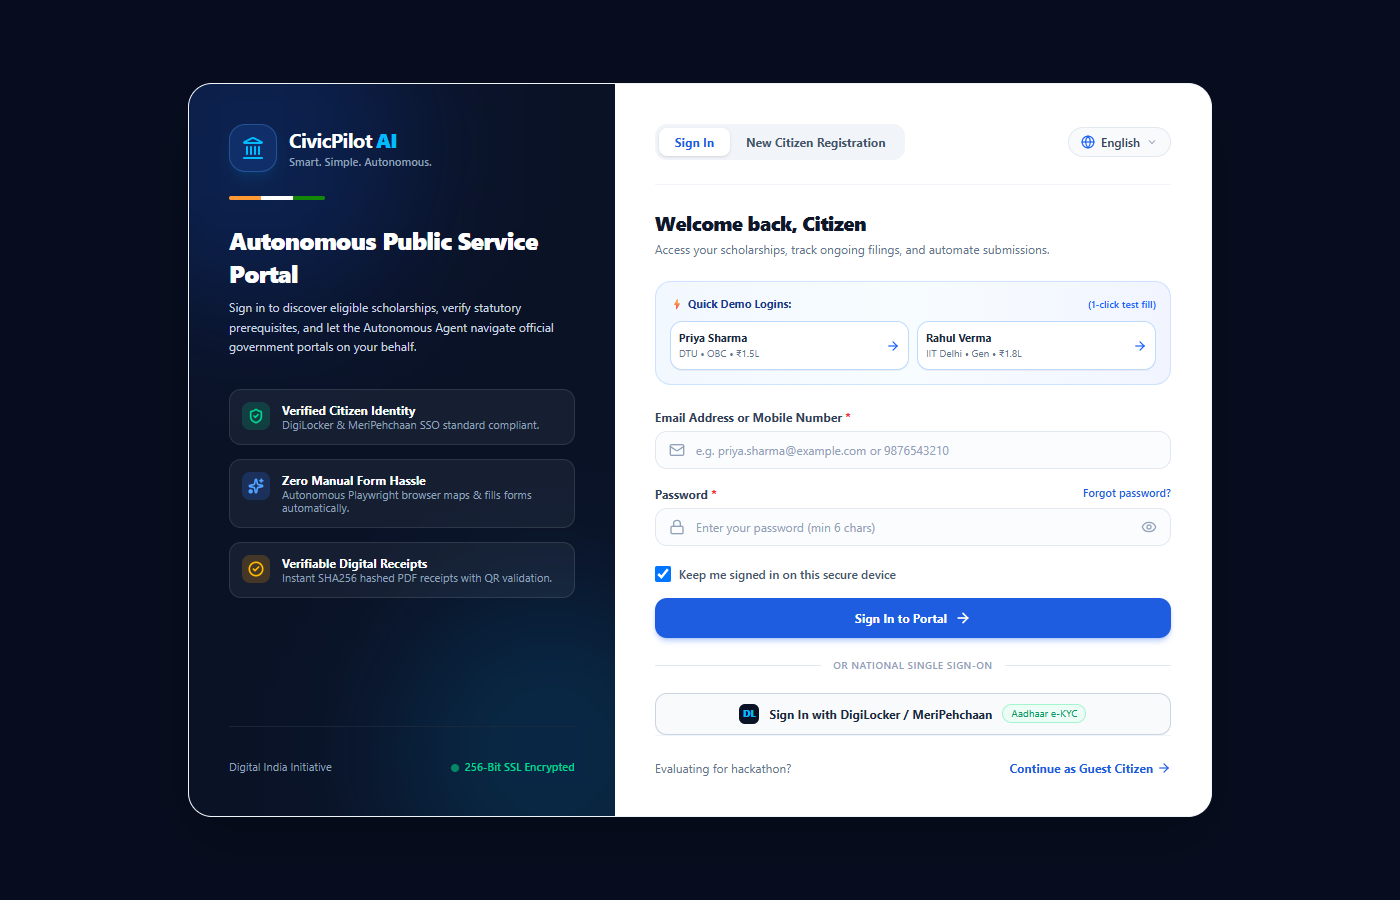 CivicPilot AI
Smart. Simple. Autonomous.
Autonomous Public Service
Portal
Sign in to discover eligible scholarships, verify statutory
prerequisites, and let the Autonomous Agent navigate official
government portals on your behalf.
Verified Citizen Identity
DigiLocker & MeriPehchaan SSO standard compliant.
Zero Manual Form Hassle
Autonomous Playwright browser maps & fills forms
automatically.
Verifiable Digital Receipts
Instant SHA256 hashed PDF receipts with QR validation.
Digital India Initiative
256-Bit SSL Encrypted
Sign In
New Citizen Registration
English
Welcome back, Citizen
Access your scholarships, track ongoing filings, and automate submissions.
Quick Demo Logins:
(1-click test fill)
Priya Sharma
DTU • OBC • ₹1.5L
Rahul Verma
IIT Delhi • Gen • ₹1.8L
Email Address or Mobile Number *
e.g. priya.sharma@example.com or 9876543210
Password *
Forgot password?
Enter your password (min 6 chars)
Keep me signed in on this secure device
Sign In to Portal
OR NATIONAL SINGLE SIGN-ON
DL
Sign In with DigiLocker / MeriPehchaan
Aadhaar e-KYC
Evaluating for hackathon?
Continue as Guest Citizen